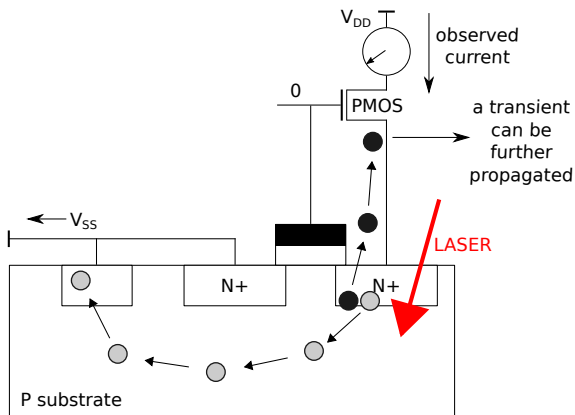 V_DD
observed
current
0
PMOS
a transient
can be
further
propagated
V_SS
LASER
N+
N+
P substrate